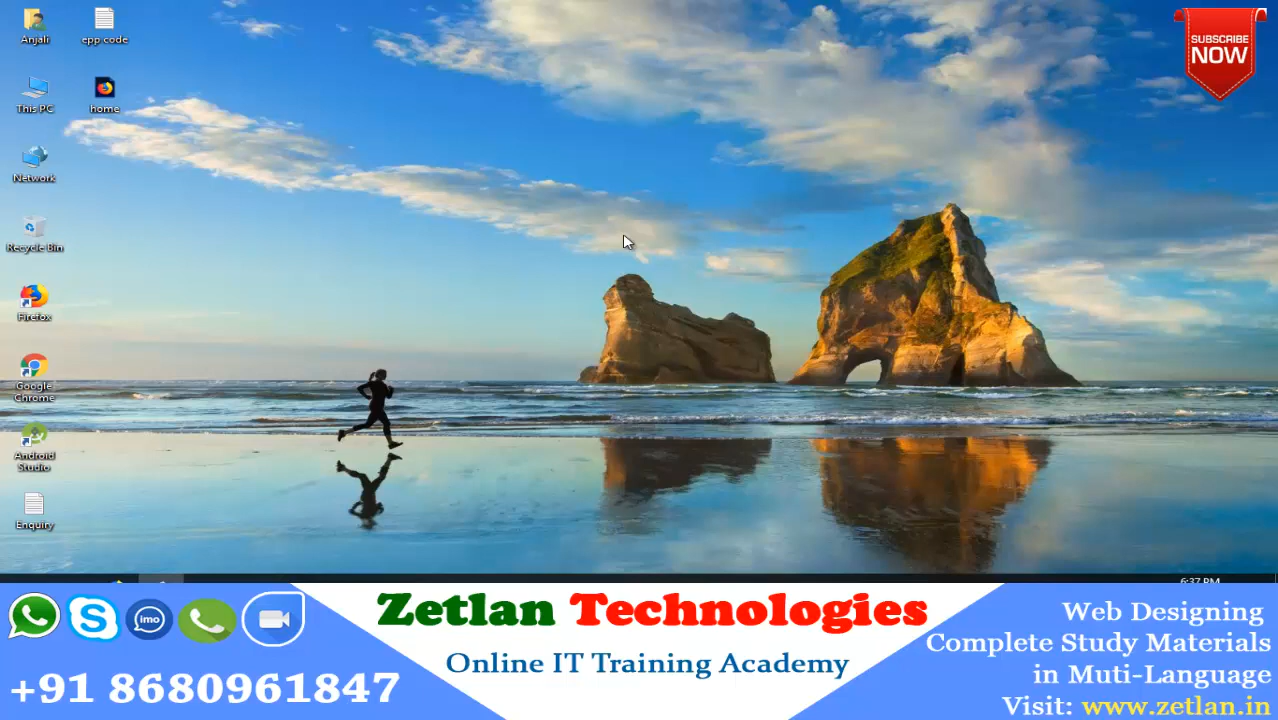 Anjali
epp code
This PC
home
Network
Recycle Bin
Firefox
Google
Chrome
Android
Studio
Enquiry
SUBSCRIBE
NOW
6:37 PM
imo
+91 8680961847
Zetlan Technologies
Online IT Training Academy
Web Designing
Complete Study Materials
in Muti-Language
Visit: www.zetlan.in